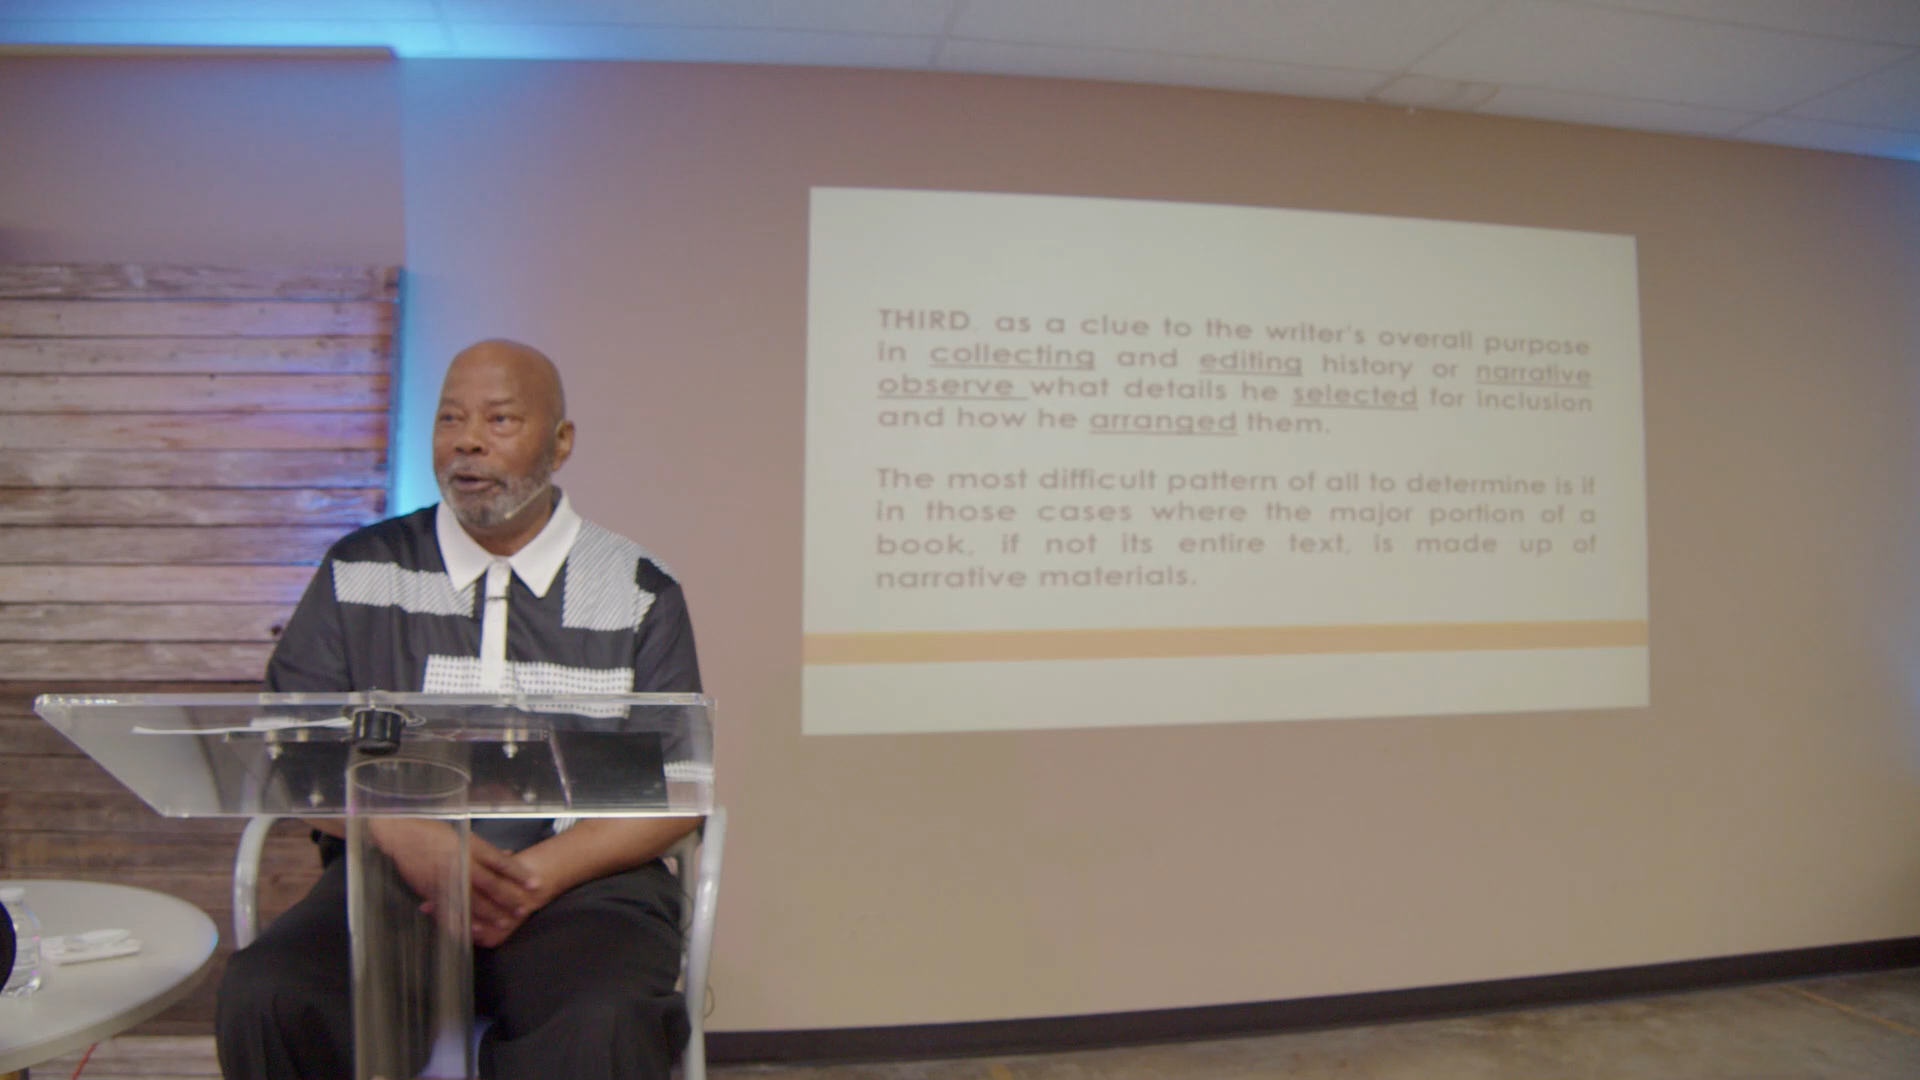 THIRD. as a clue to the writer's overall purpose
in collecting and editing history or narrative
observe what details he selected for inclusion
and how he arranged them.
The most difficult pattern of all to determine is if
in those cases where the major portion of a
book, if not its entire text, is made up of
narrative materials.